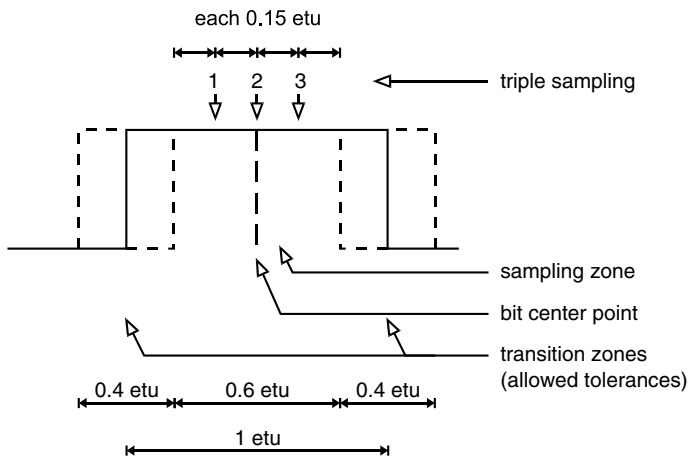 each 0.15 etu
1 2 3
triple sampling
sampling zone
bit center point
transition zones
(allowed tolerances)
0.4 etu 0.6 etu 0.4 etu
1 etu